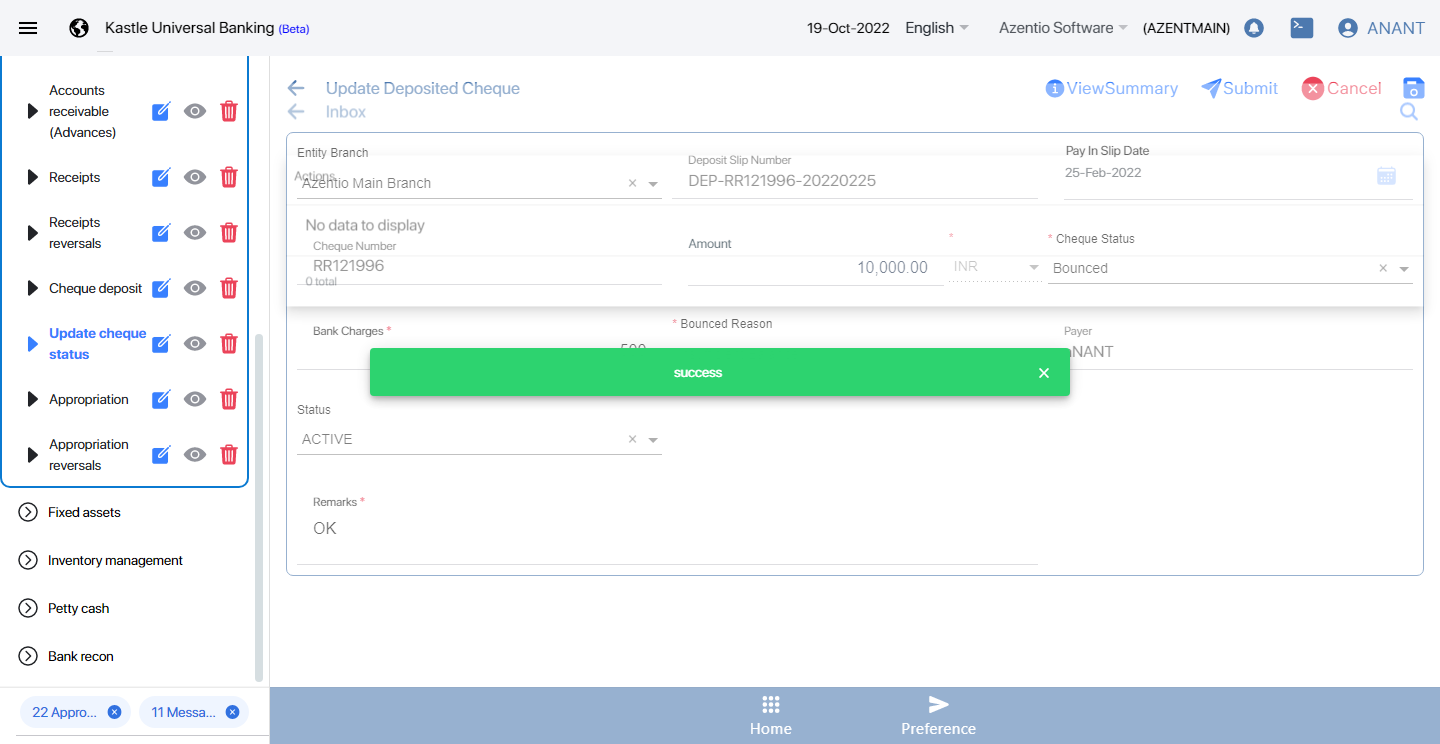 Kastle Universal Banking (Beta)
19-Oct-2022
English
Azentio Software
(AZENTMAIN)
ANANT
Accounts
receivable
(Advances)
Receipts
Receipts
reversals
Cheque deposit
Update cheque
status
Appropriation
Appropriation
reversals
Fixed assets
Inventory management
Petty cash
Bank recon
22 Appro...
11 Messa...
Update Deposited Cheque
Inbox
ViewSummary
Submit
Cancel
Entity Branch
Deposit Slip Number
Pay In Slip Date
Actions
Azentio Main Branch
DEP-RR121996-20220225
25-Feb-2022
No data to display
Cheque Number
Amount
*
* Cheque Status
RR121996
10,000.00
INR
Bounced
0 total
Bank Charges *
* Bounced Reason
Payer
500
ANANT
success
Status
ACTIVE
Remarks *
OK
Home
Preference